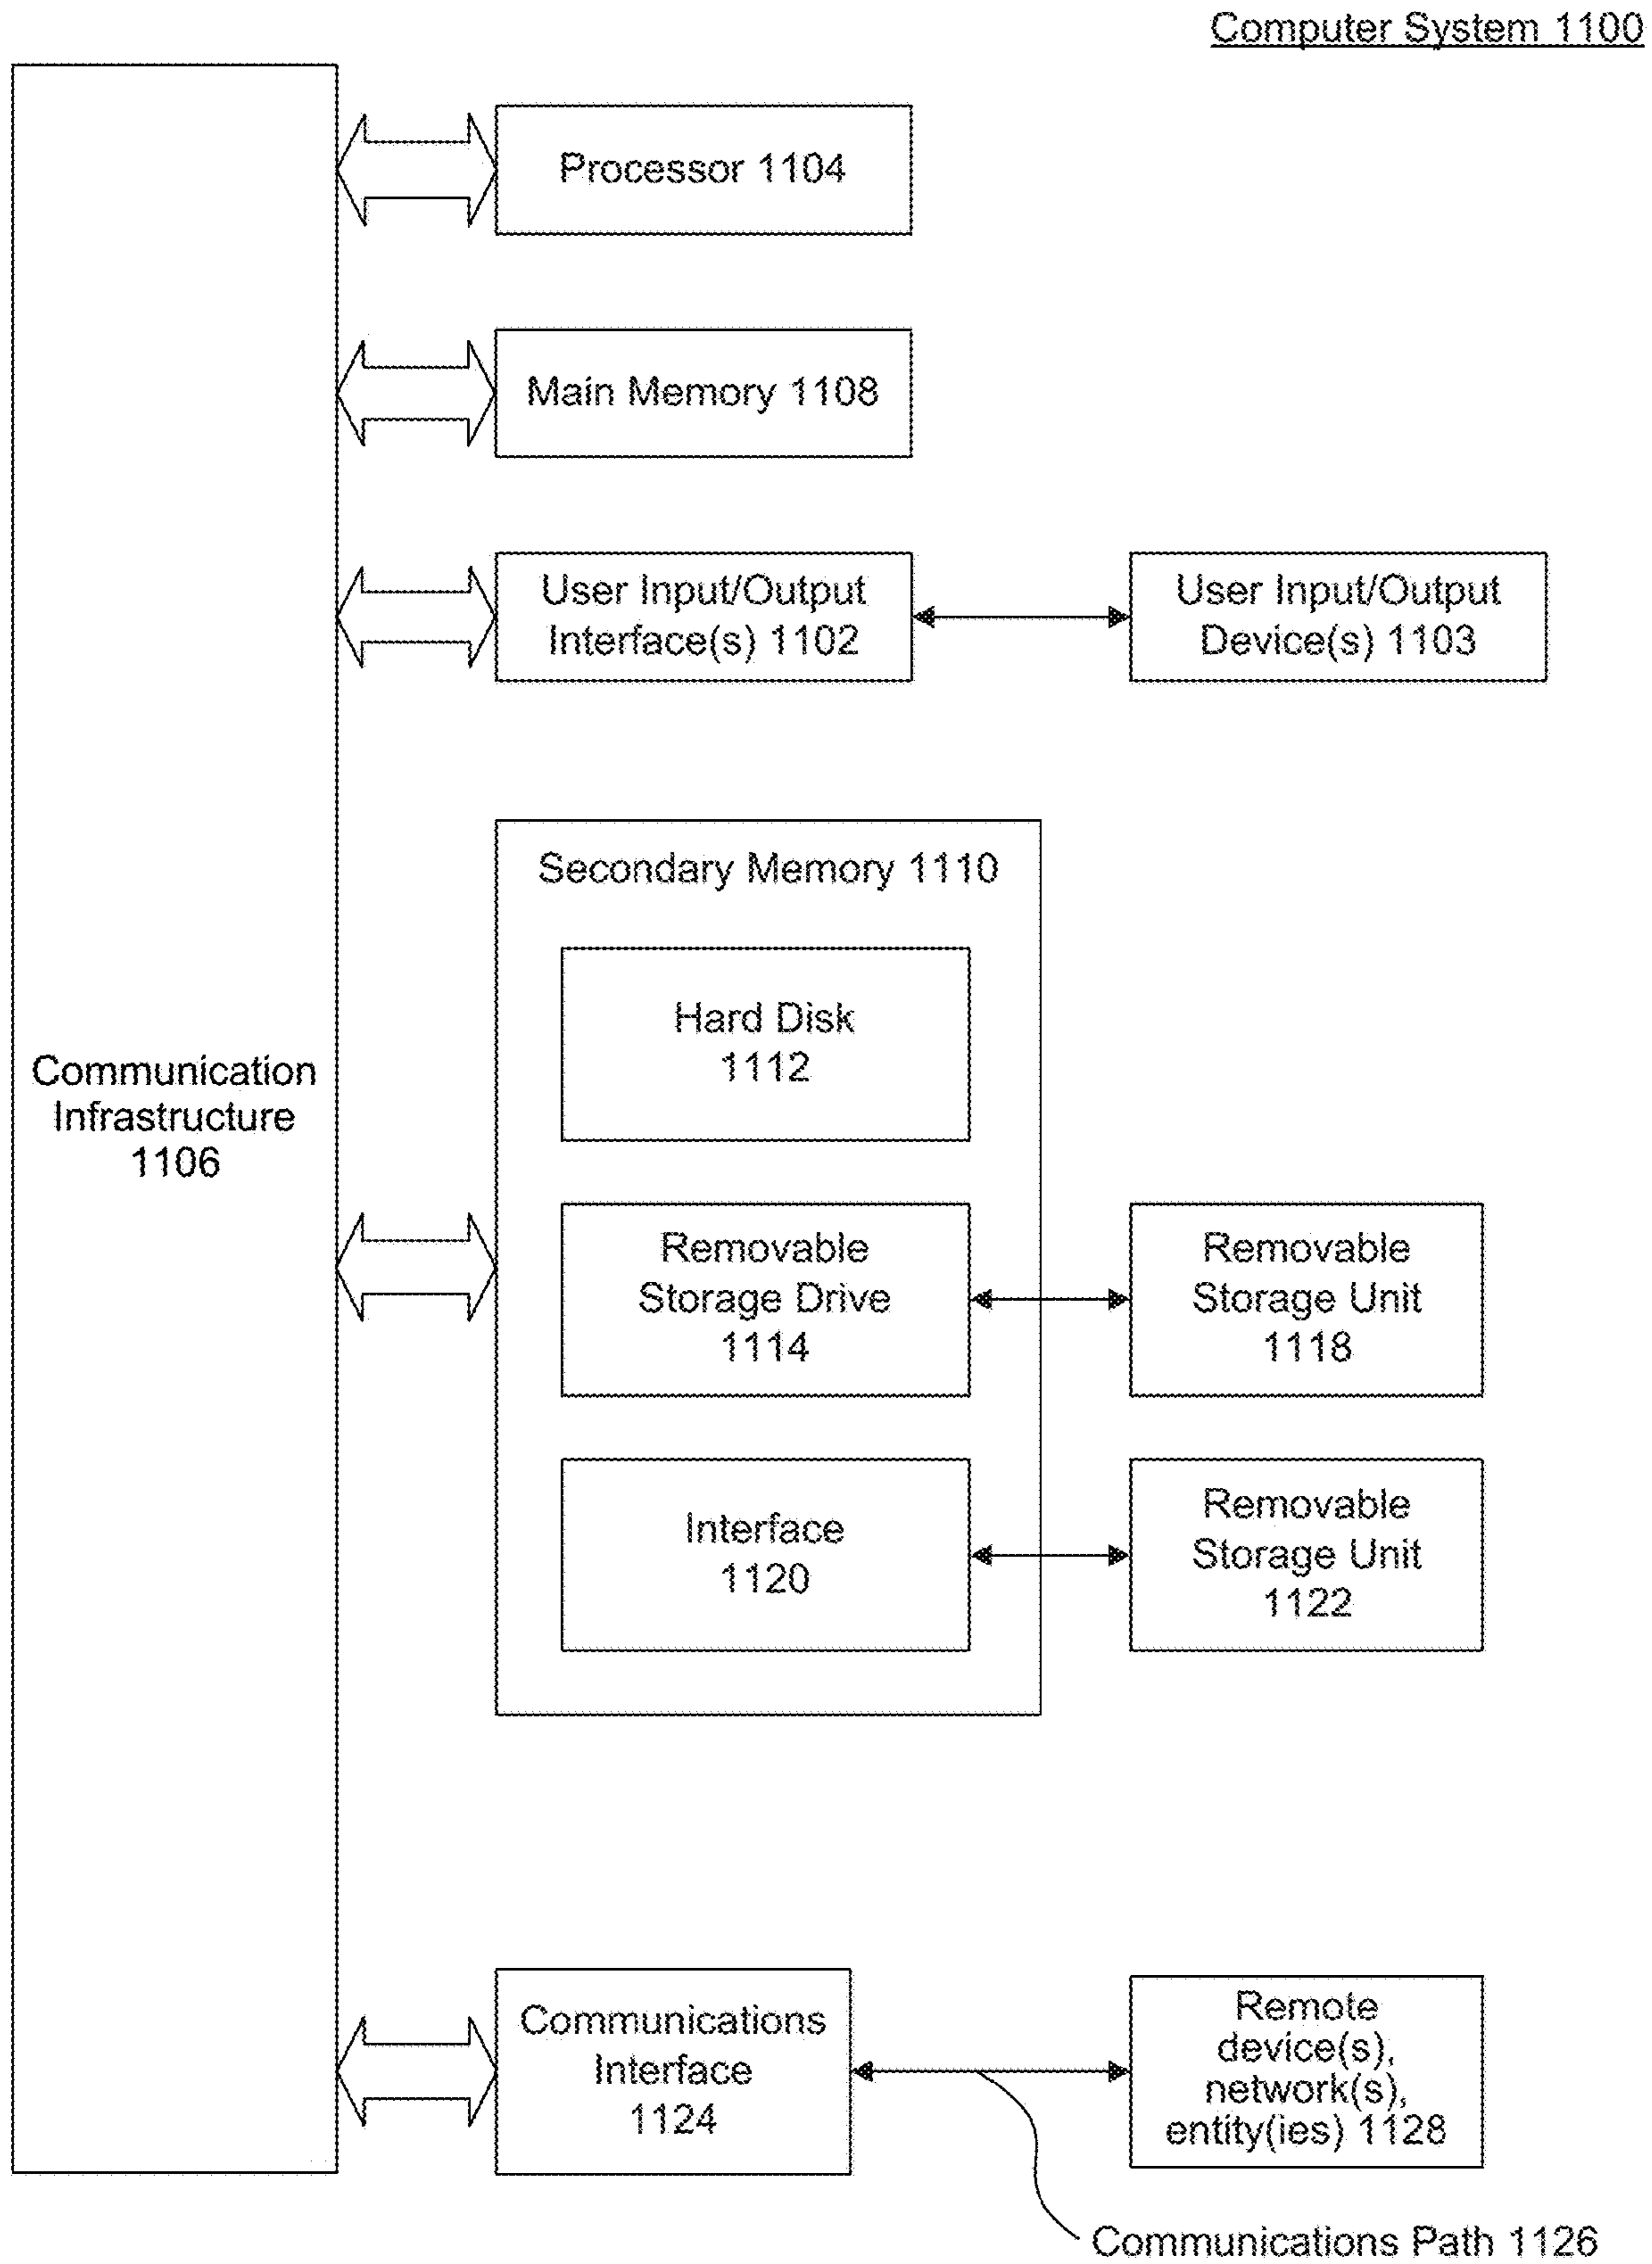 Computer System 1100
Processor 1104
Main Memory 1108
User Input/Output
Interface(s) 1102
User Input/Output
Device(s) 1103
Secondary Memory 1110
Hard Disk
1112
Communication
Infrastructure
1106
Removable
Storage Drive
1114
Removable
Storage Unit
1118
Interface
1120
Removable
Storage Unit
1122
Communications
Interface
1124
Remote
device(s),
network(s),
entity(ies) 1128
Communications Path 1126